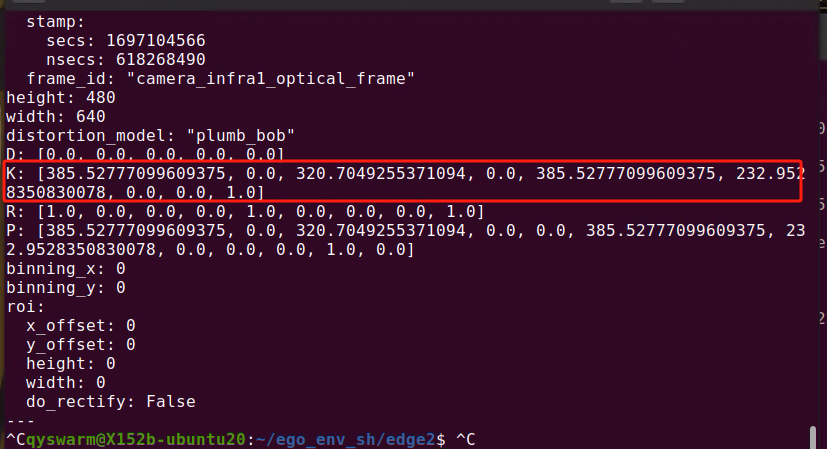 stamp:
secs: 1697104566
nsecs: 618268490
frame_id: "camera_infra1_optical_frame"
height: 480
width: 640
distortion_model: "plumb_bob"
D: [0.0, 0.0, 0.0, 0.0, 0.0]
K: [385.52777099609375, 0.0, 320.7049255371094, 0.0, 385.52777099609375, 232.952
8350830078, 0.0, 0.0, 1.0]
R: [1.0, 0.0, 0.0, 0.0, 1.0, 0.0, 0.0, 0.0, 1.0]
P: [385.52777099609375, 0.0, 320.7049255371094, 0.0, 0.0, 385.52777099609375, 23
2.9528350830078, 0.0, 0.0, 0.0, 1.0, 0.0]
binning_x: 0
binning_y: 0
roi:
x_offset: 0
y_offset: 0
height: 0
width: 0
do_rectify: False
---
^Cqyswarm@X152b-ubuntu20:~/ego_env_sh/edge2$ ^C